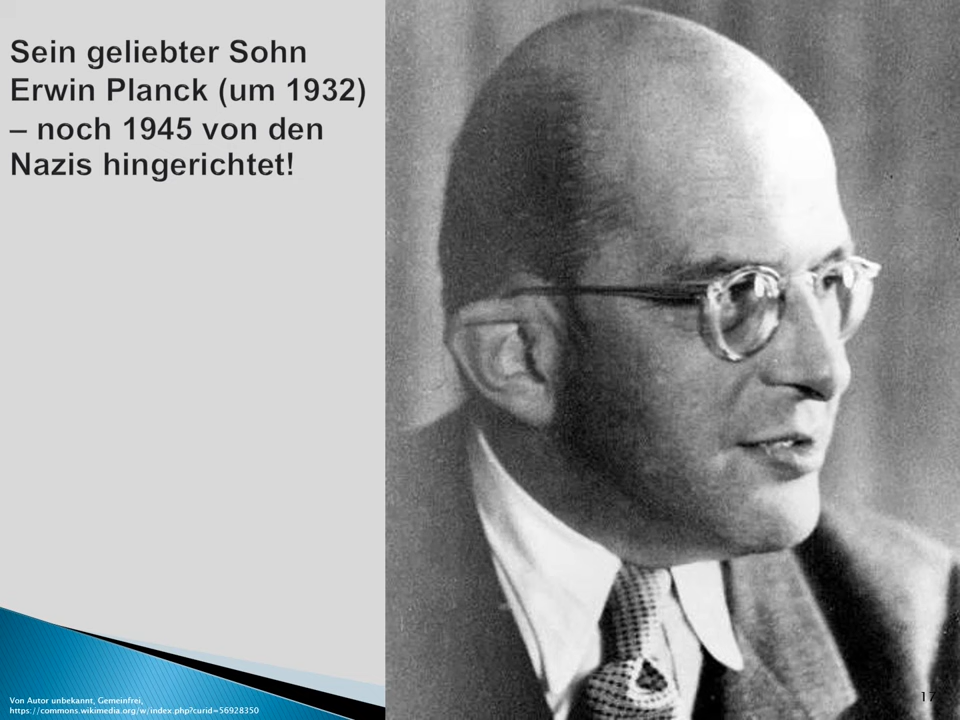 Sein geliebter Sohn
Erwin Planck (um 1932)
– noch 1945 von den
Nazis hingerichtet!
Von Autor unbekannt, Gemeinfrei,
https://commons.wikimedia.org/w/index.php?curid=56928350
17